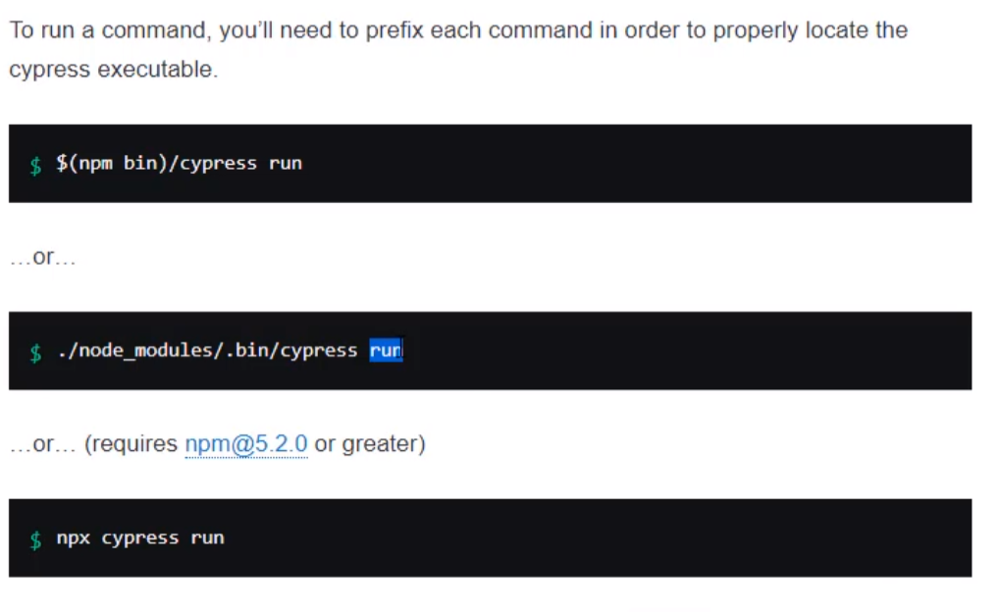 To run a command, you’ll need to prefix each command in order to properly locate the
cypress executable.
$ $(npm bin)/cypress run
…or…
$ ./node_modules/.bin/cypress run
…or… (requires npm@5.2.0 or greater)
$ npx cypress run